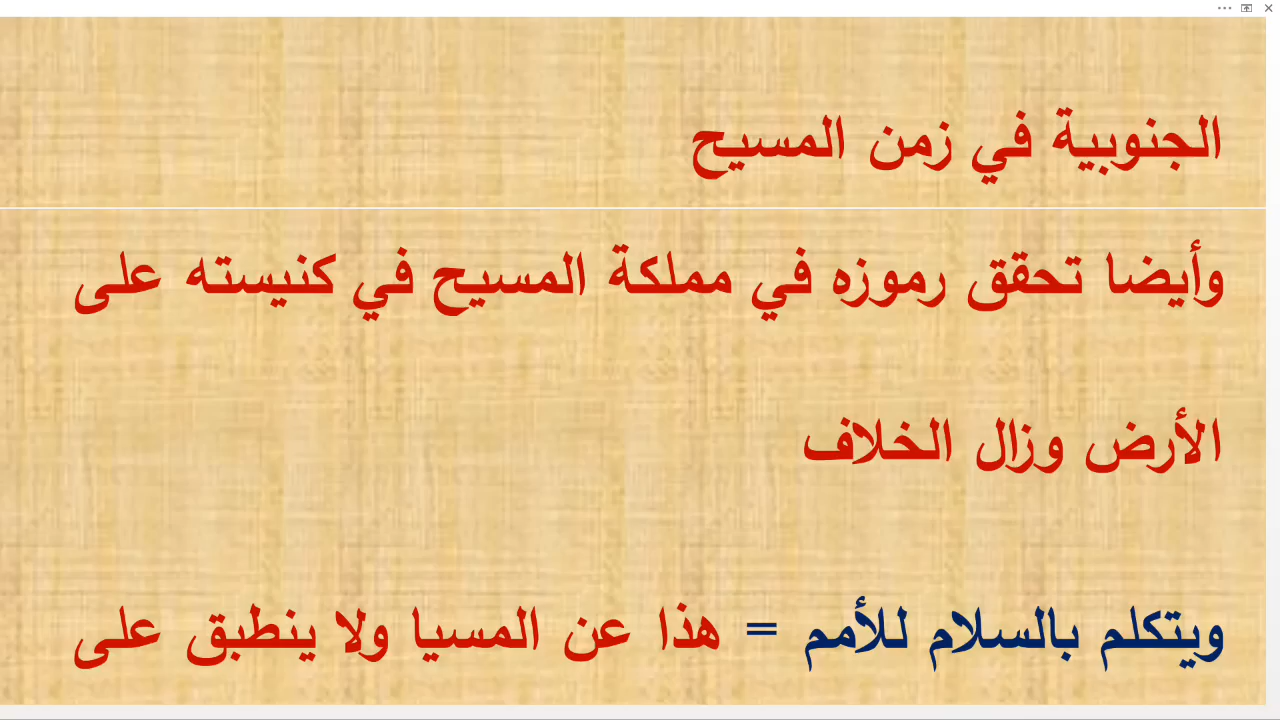 الجنوبية في زمن المسيح
وأيضا تحقق رموزه في مملكة المسيح في كنيسته على
الأرض وزال الخلاف
ويتكلم بالسلام للأمم = هذا عن المسيا ولا ينطبق على